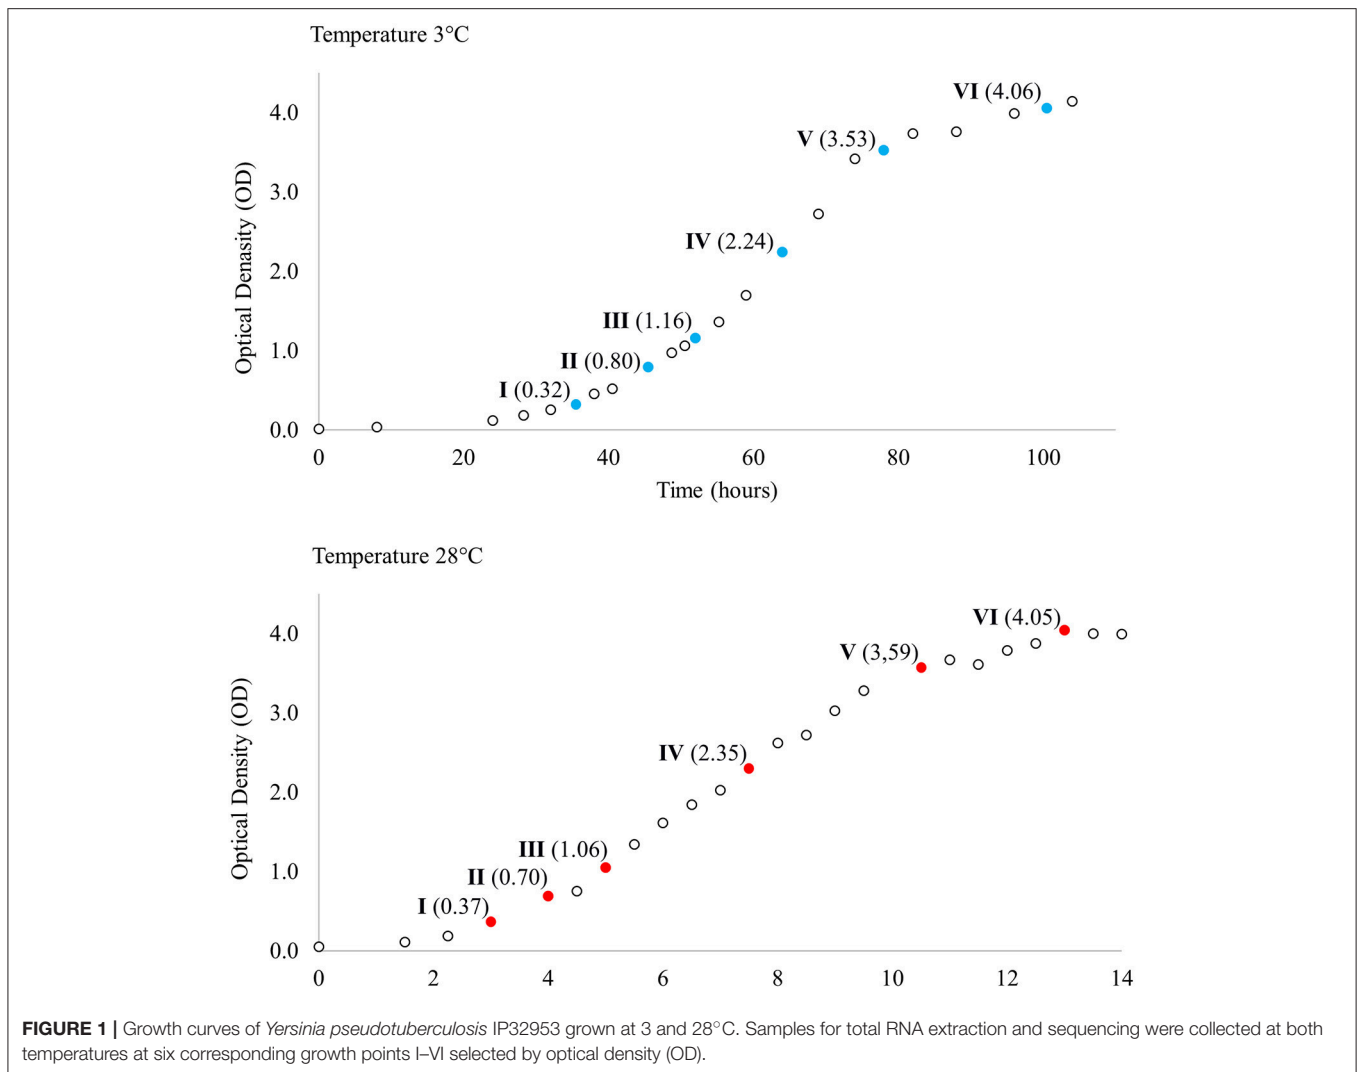 Temperature 3°C
VI (4.06)
4.0
V (3.53)
3.0
IV (2.24)
Optical Denasity (OD)
2.0
III (1.16)
1.0
II (0.80)
I (0.32)
0.0
0 20 40 60 80 100
Time (hours)
Temperature 28°C
VI (4.05)
4.0
V (3,59)
3.0
IV (2.35)
Optical Density (OD)
2.0
III (1.06)
1.0
II (0.70)
I (0.37)
0.0
0 2 4 6 8 10 12 14
FIGURE 1 | Growth curves of Yersinia pseudotuberculosis IP32953 grown at 3 and 28°C. Samples for total RNA extraction and sequencing were collected at both
temperatures at six corresponding growth points I–VI selected by optical density (OD).